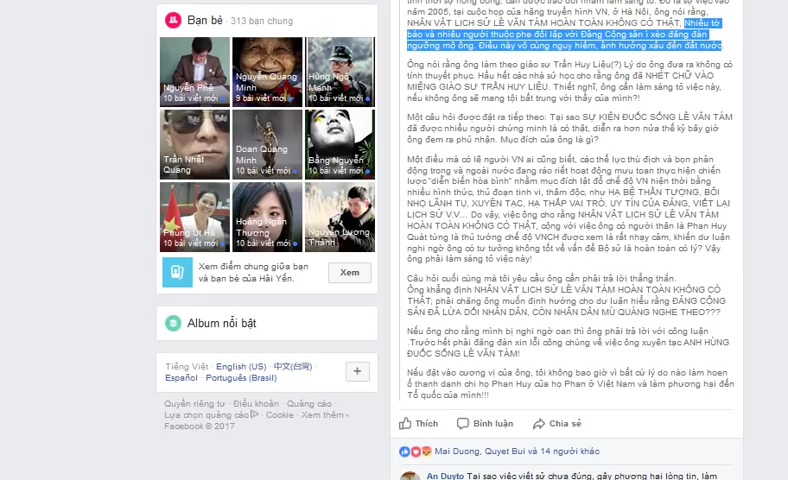 Bạn bè · 313 bạn chung
Nguyễn Phê
10 bài viết mới
Nguyễn Quang
Minh
9 bài viết mới
Hùng Ngô
Mạnh
10 bài viết mới
Trần Nhật
Quang
Doan Quang
Minh
10 bài viết mới
Bằng Nguyễn
10 bài viết mới
Phùng Út Hà
10 bài viết mới
Hoàng Ngân
Thương
10 bài viết mới
Nguyễn Lương
Thành
Xem điểm chung giữa bạn
và bạn bè của Hải Yến.
Xem
Album nổi bật
Tiếng Việt · English (US) · 中文(台灣) ·
Español · Português (Brasil)
+
Quyền riêng tư · Điều khoản · Quảng cáo ·
Lựa chọn quảng cáo · Cookie · Xem thêm
Facebook © 2017
năm 2005, tại cuộc họp của hãng truyền hình VN, ở Hà Nội, ông nói rằng,
NHÂN VẬT LỊCH SỬ LÊ VĂN TÁM HOÀN TOÀN KHÔNG CÓ THẬT, Nhiều tờ
báo và nhiều người thuộc phe đối lập với Đảng Cộng sản ì xèo đăng đàn
ngưỡng mộ ông. Điều này vô cùng nguy hiểm, ảnh hưởng xấu đến đất nước
Ông nói rằng ông làm theo giáo sư Trần Huy Liệu(?) Lý do ông đưa ra không có
tính thuyết phục. Hầu hết các nhà sử học cho rằng ông đã NHÉT CHỮ VÀO
MIỆNG GIÁO SƯ TRẦN HUY LIỆU. Thiết nghĩ, ông cần làm sáng tỏ việc này,
nếu không ông sẽ mang tội bất trung với thầy của mình?!
Một câu hỏi được đặt ra tiếp theo: Tại sao SỰ KIỆN ĐUỐC SỐNG LÊ VĂN TÁM
đã được nhiều người chứng minh là có thật, diễn ra hơn nửa thế kỷ bây giờ
ông đem ra phủ nhận. Mục đích của ông là gì?
Một điều mà có lẽ người VN ai cũng biết, các thế lực thù địch và bọn phản
động trong và ngoài nước đang ráo riết hoạt động mưu toan thực hiện chiến
lược "diễn biến hòa bình" nhằm mục đích lật đổ chế độ VN hiện thời bằng
nhiều hình thức, thủ đoạn tinh vi, thâm độc, như HẠ BỆ THẦN TƯỢNG, BÔI
NHỌ LÃNH TỤ, XUYÊN TẠC, HẠ THẤP VAI TRÒ, UY TÍN CỦA ĐẢNG, VIẾT LẠI
LỊCH SỬ V.V... Do vậy, việc ông cho rằng NHÂN VẬT LỊCH SỬ LÊ VĂN TÁM
HOÀN TOÀN KHÔNG CÓ THẬT, cộng với việc ông có người thân là Phan Huy
Quát từng là thủ tướng chế độ VNCH được xem là rất nhạy cảm, khiến dư luận
nghi ngờ ông có tư tưởng không tốt về vấn đề Bộ sử là hoàn toàn có lý? Vậy
ông phải làm sáng tỏ việc này!
Câu hỏi cuối cùng mà tôi yêu cầu ông cần phải trả lời thẳng thắn.
Ông khẳng định NHÂN VẬT LỊCH SỬ LÊ VĂN TÁM HOÀN TOÀN KHÔNG CÓ
THẬT; phải chăng ông muốn định hướng cho dư luận hiểu rằng ĐẢNG CỘNG
SẢN ĐÃ LỪA DỐI NHÂN DÂN, CÒN NHÂN DÂN MÙ QUÁNG NGHE THEO???
Nếu ông cho rằng mình bị nghi ngờ oan thì ông phải trả lời với công luận
.Trước hết phải đăng đàn xin lỗi công chúng về việc ông xuyên tạc ANH HÙNG
ĐUỐC SỐNG LÊ VĂN TÁM!
Nếu đặt vào cương vị của ông, tôi không bao giờ vì bất cứ lý do nào làm hoen
ố thanh danh chi họ Phan Huy của họ Phan ở Việt Nam và làm phương hại đến
Tổ quốc của mình!!!
Thích Bình luận Chia sẻ
Mai Duong, Quyet Bui và 14 người khác
An Duyto Tại sao việc viết sử chưa đúng, gây phương hại lòng tin, làm